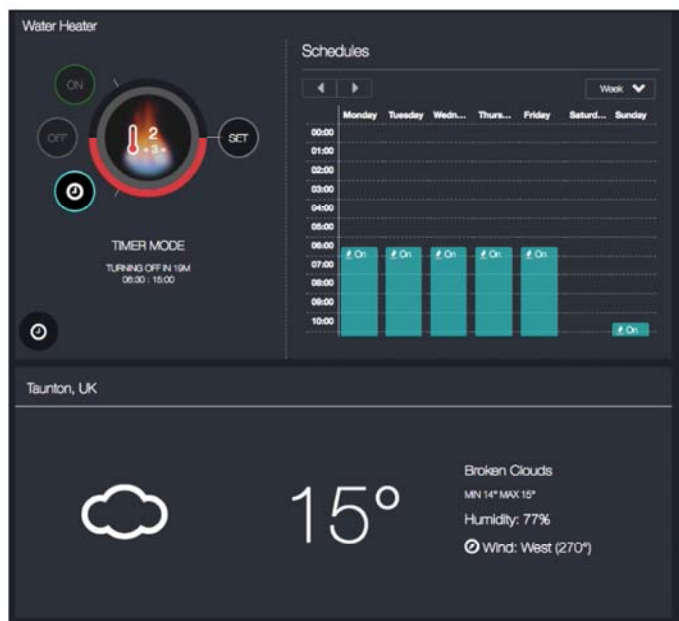 Water Heater
ON
OFF
2
3
SET
TIMER MODE
TURNING OFF IN 19M
06:30 : 15:00
Schedules
Week
Monday Tuesday Wedn... Thurs... Friday Saturd... Sunday
00:00
01:00
02:00
03:00
04:00
05:00
06:00
On On On On On
07:00
08:00
09:00
10:00
On
Taunton, UK
15°
Broken Clouds
MIN 14° MAX 15°
Humidity: 77%
Wind: West (270°)